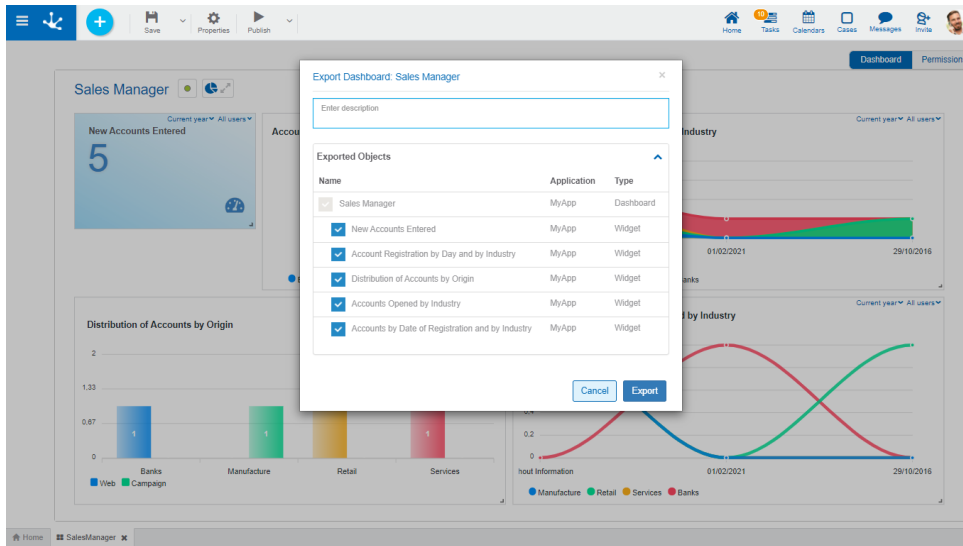 Save
Properties
Publish
Home
10
Tasks
Calendars
Cases
Messages
Invite
Dashboard
Permission
Sales Manager
Current year All users
New Accounts Entered
5
Accou
Export Dashboard: Sales Manager
×
Enter description
Exported Objects
Name Application Type
Sales Manager MyApp Dashboard
New Accounts Entered MyApp Widget
Account Registration by Day and by Industry MyApp Widget
Distribution of Accounts by Origin MyApp Widget
Accounts Opened by Industry MyApp Widget
Accounts by Date of Registration and by Industry MyApp Widget
Cancel Export
Current year All users
Industry
01/02/2021 29/10/2016
anks
Distribution of Accounts by Origin
2
1,33
0,67
0
1 1 1
Banks Manufacture Retail Services
Web Campaign
Current year All users
d by Industry
0,4
0,2
0
hout Information 01/02/2021 29/10/2016
Manufacture Retail Services Banks
Home SalesManager ×